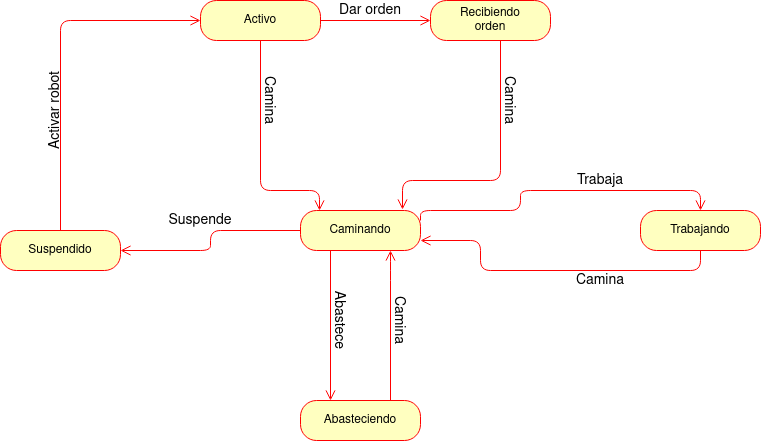 Activo
Dar orden
Recibiendo
orden
Activar robot
Camina
Camina
Trabaja
Suspende
Caminando
Trabajando
Suspendido
Camina
Abastece
Camina
Abasteciendo